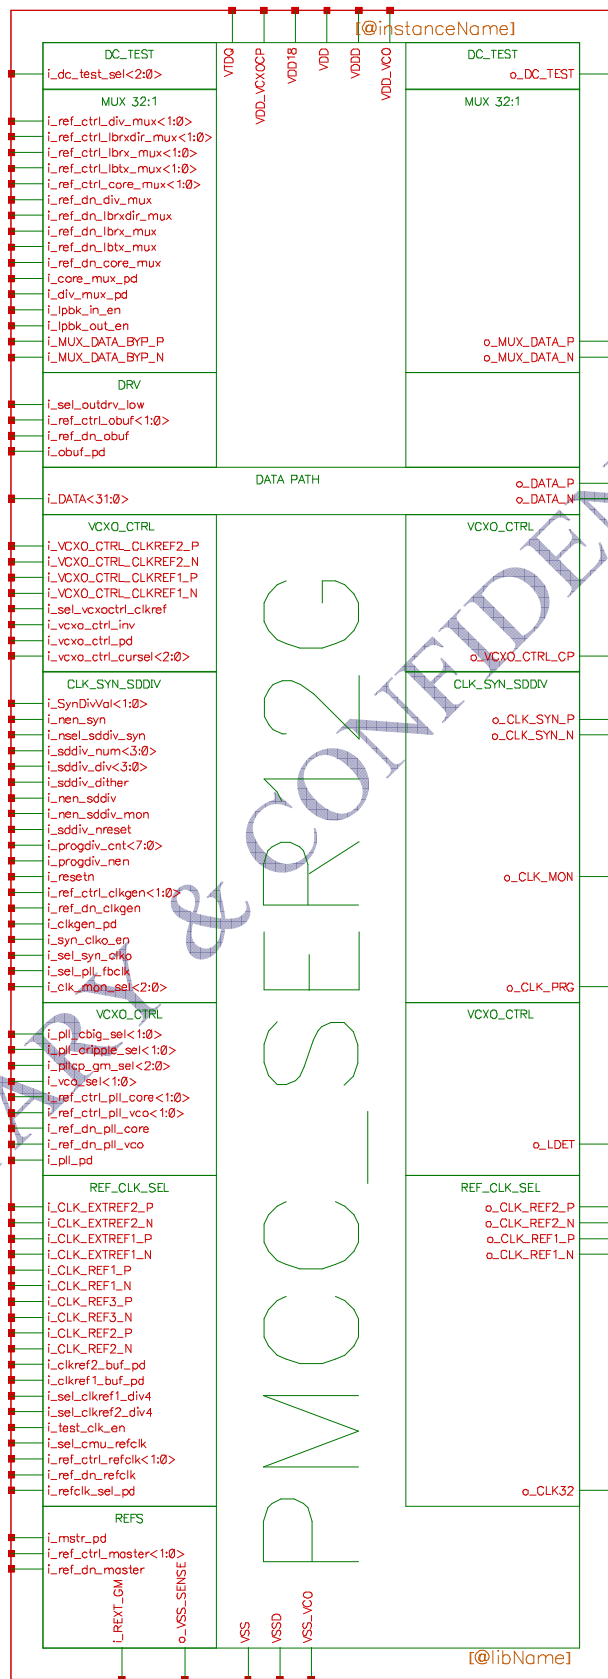 [@instanceName]
VTDQ
VDD_VCXOCP
VDD18
VDD
VDDD
VDD_VCO
DC_TEST
i_dc_test_sel<2:0>
DC_TEST
o_DC_TEST
MUX 32:1
i_ref_ctrl_div_mux<1:0>
i_ref_ctrl_lbrxdir_mux<1:0>
i_ref_ctrl_lbrx_mux<1:0>
i_ref_ctrl_lbtx_mux<1:0>
i_ref_ctrl_core_mux<1:0>
i_ref_dn_div_mux
i_ref_dn_lbrxdir_mux
i_ref_dn_lbrx_mux
i_ref_dn_lbtx_mux
i_ref_dn_core_mux
i_core_mux_pd
i_div_mux_pd
i_lpbk_in_en
i_lpbk_out_en
i_MUX_DATA_BYP_P
i_MUX_DATA_BYP_N
MUX 32:1
o_MUX_DATA_P
o_MUX_DATA_N
DRV
i_sel_outdrv_low
i_ref_ctrl_obuf<1:0>
i_ref_dn_obuf
i_obuf_pd
DATA PATH
i_DATA<31:0>
o_DATA_P
o_DATA_N
VCXO_CTRL
i_VCXO_CTRL_CLKREF2_P
i_VCXO_CTRL_CLKREF2_N
i_VCXO_CTRL_CLKREF1_P
i_VCXO_CTRL_CLKREF1_N
i_sel_vcxoctrl_clkref
i_vcxo_ctrl_inv
i_vcxo_ctrl_pd
i_vcxo_ctrl_cursel<2:0>
VCXO_CTRL
o_VCXO_CTRL_CP
CLK_SYN_SDDIV
i_SynDivVal<1:0>
i_nen_syn
i_nsel_sddiv_syn
i_sddiv_num<3:0>
i_sddiv_div<3:0>
i_sddiv_dither
i_nen_sddiv
i_nen_sddiv_mon
i_sddiv_nreset
i_progdiv_cnt<7:0>
i_progdiv_nen
i_resetn
i_ref_ctrl_clkgen<1:0>
i_ref_dn_clkgen
i_clkgen_pd
i_syn_clko_en
i_sel_syn_clko
i_sel_pll_fbclk
i_clk_mon_sel<2:0>
CLK_SYN_SDDIV
o_CLK_SYN_P
o_CLK_SYN_N
o_CLK_MON
o_CLK_PRG
VCXO_CTRL
i_pll_cbig_sel<1:0>
i_pll_cripple_sel<1:0>
i_pllcp_gm_sel<2:0>
i_vco_sel<1:0>
i_ref_ctrl_pll_core<1:0>
i_ref_ctrl_pll_vco<1:0>
i_ref_dn_pll_core
i_ref_dn_pll_vco
i_pll_pd
VCXO_CTRL
o_LDET
REF_CLK_SEL
i_CLK_EXTREF2_P
i_CLK_EXTREF2_N
i_CLK_EXTREF1_P
i_CLK_EXTREF1_N
i_CLK_REF1_P
i_CLK_REF1_N
i_CLK_REF3_P
i_CLK_REF3_N
i_CLK_REF2_P
i_CLK_REF2_N
i_clkref2_buf_pd
i_clkref1_buf_pd
i_sel_clkref1_div4
i_sel_clkref2_div4
i_test_clk_en
i_sel_cmu_refclk
i_ref_ctrl_refclk<1:0>
i_ref_dn_refclk
i_refclk_sel_pd
REF_CLK_SEL
o_CLK_REF2_P
o_CLK_REF2_N
o_CLK_REF1_P
o_CLK_REF1_N
o_CLK32
REFS
i_mstr_pd
i_ref_ctrl_master<1:0>
i_ref_dn_master
i_REXT_GM
o_VSS_SENSE
VSS
VSSD
VSS_VCO
PMCC_SER12G
[@libName]
ARY & CONFIDEN